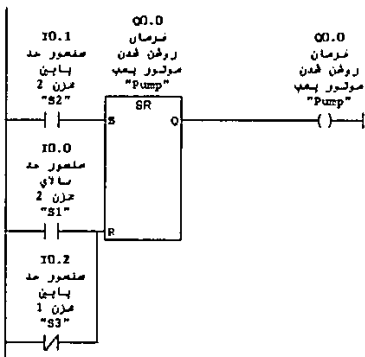 Q0.0
فرمان
روشن شدن
موتور پمپ
"Pump"
SR
S
Q
R
Q0.0
فرمان
روشن شدن
موتور پمپ
"Pump"
I0.1
سنسور حد
پایین
مخزن 2
"S2"
I0.0
سنسور حد
بالای
مخزن 2
"S1"
I0.2
سنسور حد
پایین
مخزن 1
"S3"